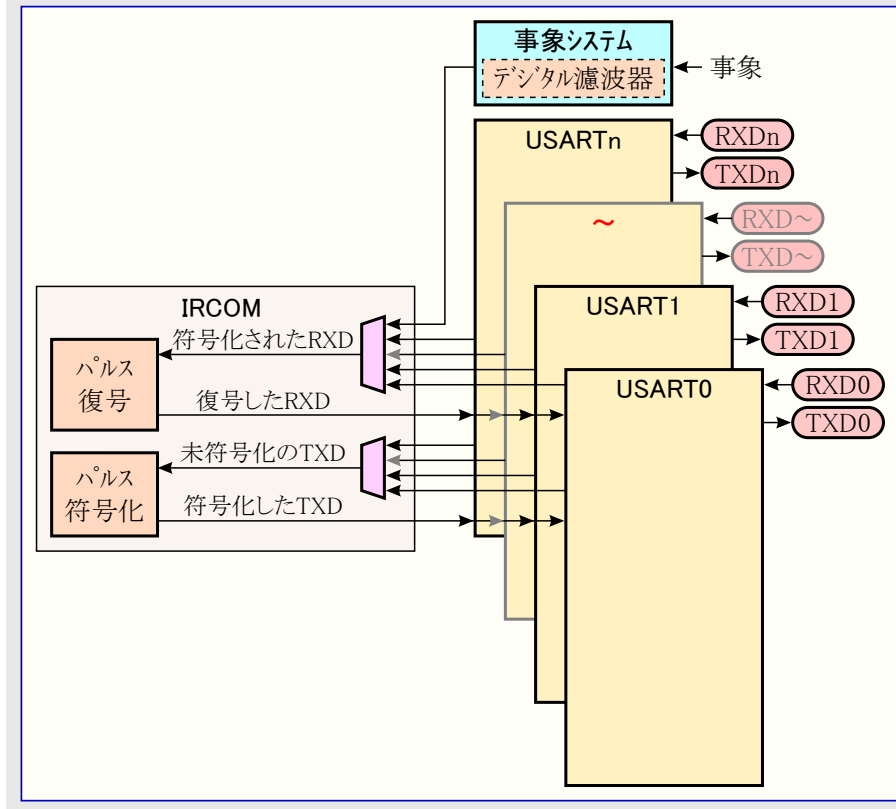 事象システム
デジタル濾波器
事象
USARTn
RXDn
TXDn
～
RXD～
TXD～
IRCOM
USART1
RXD1
TXD1
符号化されたRXD
パルス
復号
USART0
RXD0
復号したRXD
TXD0
未符号化のTXD
パルス
符号化
符号化したTXD